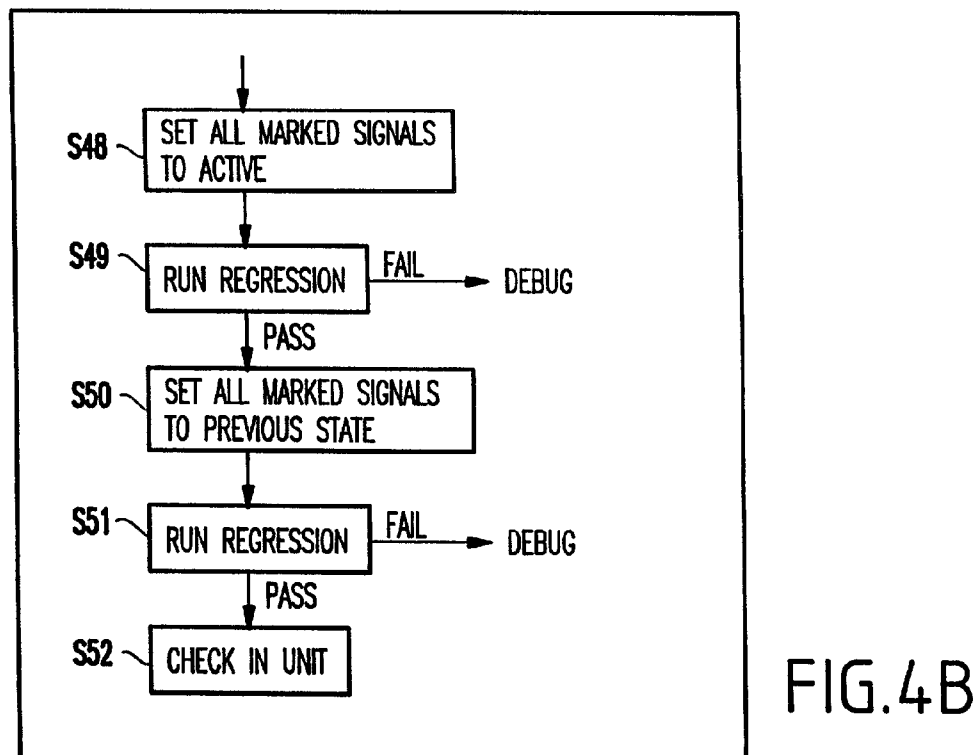 S48
SET ALL MARKED SIGNALS
TO ACTIVE
S49
RUN REGRESSION
FAIL
DEBUG
PASS
S50
SET ALL MARKED SIGNALS
TO PREVIOUS STATE
S51
RUN REGRESSION
FAIL
DEBUG
PASS
S52
CHECK IN UNIT
FIG.4B